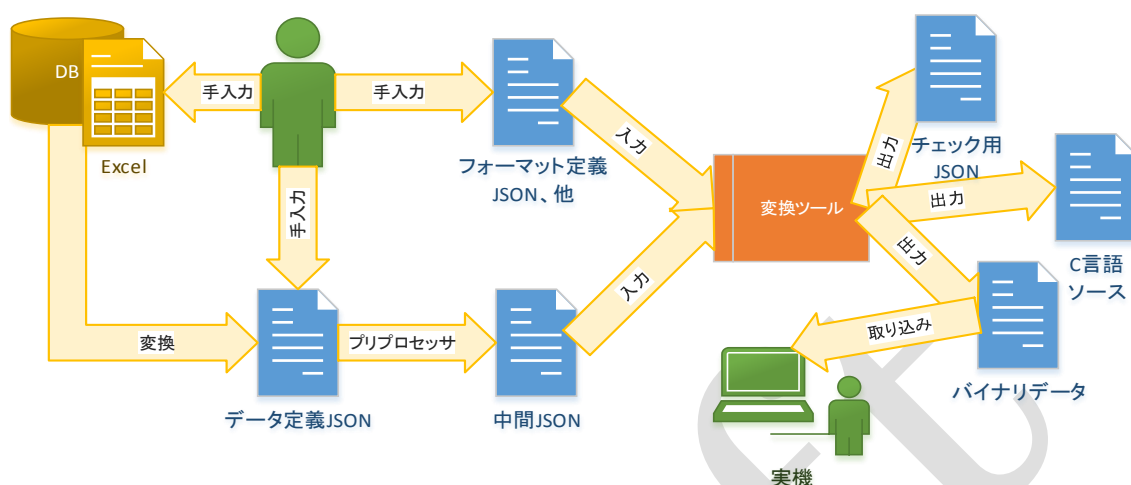 DB
Excel
手入力
手入力
手入力
フォーマット定義
JSON、他
変換
データ定義JSON
プリプロセッサ
中間JSON
入力
入力
変換ツール
出力
チェック用
JSON
出力
C言語
ソース
出力
バイナリデータ
取り込み
実機